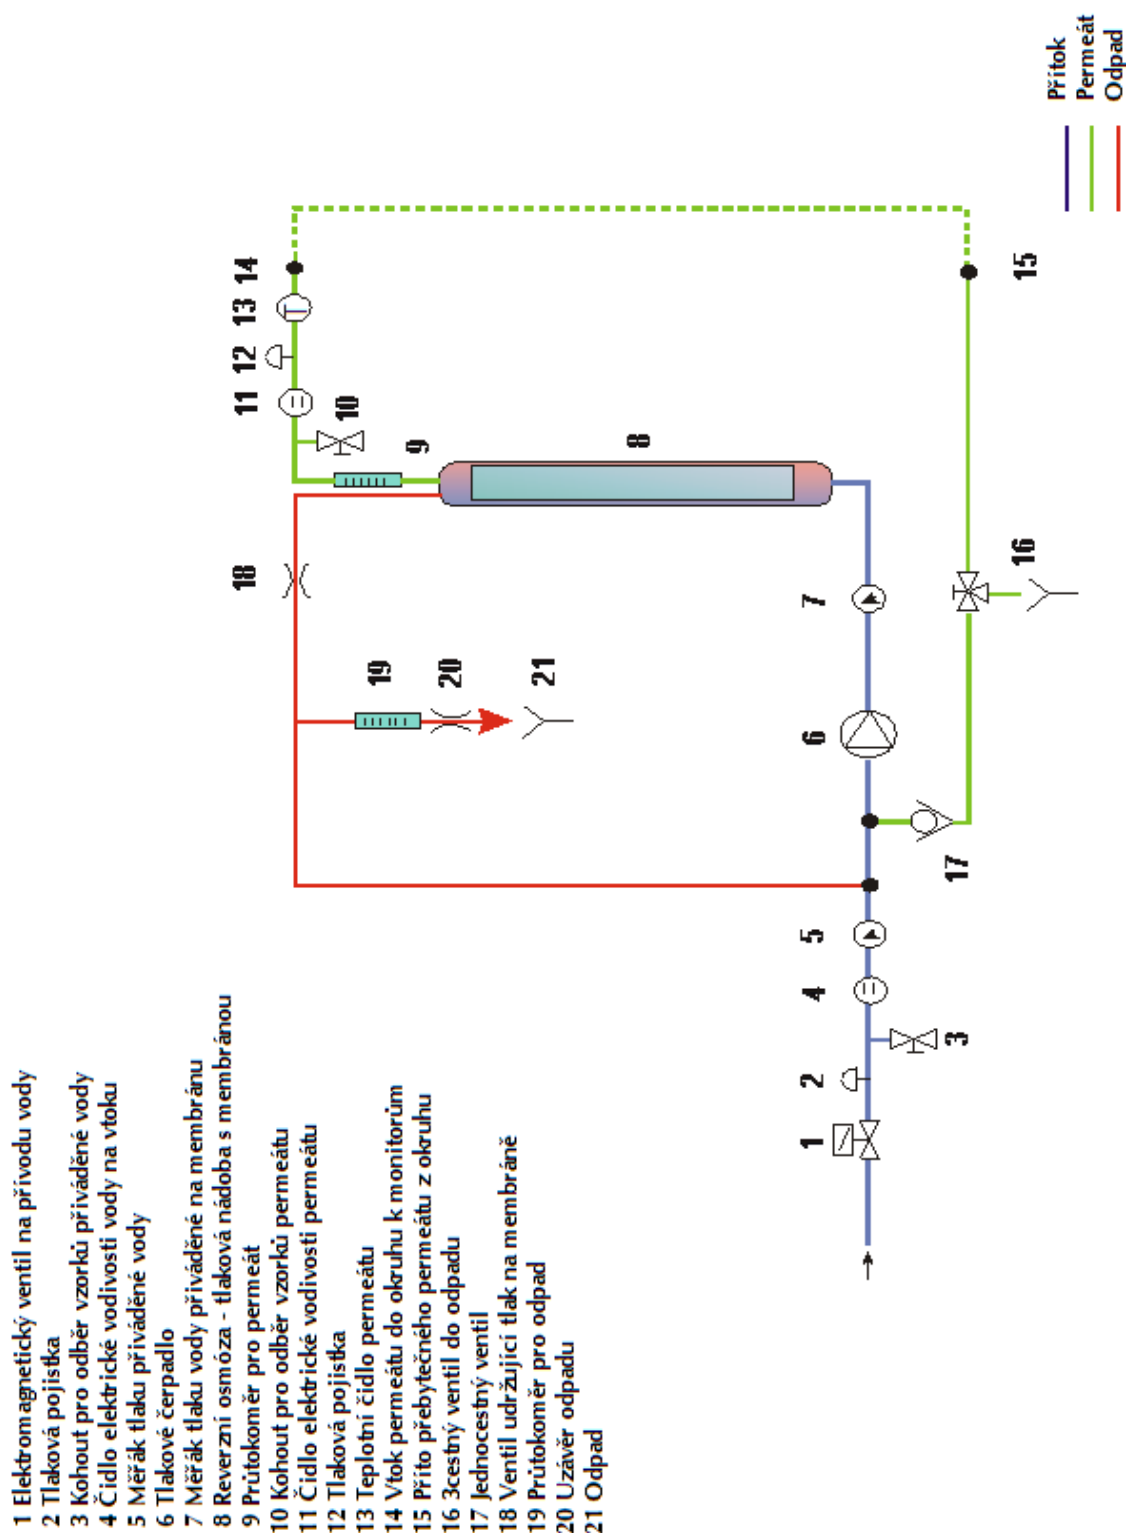 1 Elektromagnetický ventil na přívodu vody
2 Tlaková pojistka
3 Kohout pro odběr vzorků přiváděné vody
4 Čidlo elektrické vodivosti vody na vtoku
5 Měřák tlaku přiváděné vody
6 Tlakové čerpadlo
7 Měřák tlaku vody přiváděné na membránu
8 Reverzní osmóza - tlaková nádoba s membránou
9 Průtokoměr pro permeát
10 Kohout pro odběr vzorků permeátu
11 Čidlo elektrické vodivosti permeátu
12 Tlaková pojistka
13 Teplotní čidlo permeátu
14 Vtok permeátu do okruhu k monitorům
15 Příto přebytečného permeátu z okruhu
16 3cestný ventil do odpadu
17 Jednocestný ventil
18 Ventil udržující tlak na membráně
19 Průtokoměr pro odpad
20 Uzávěr odpadu
21 Odpad
1
2
3
4
5
6
7
8
9
10
11
12
13
T
14
15
16
17
18
19
20
21
Přítok
Permeát
Odpad